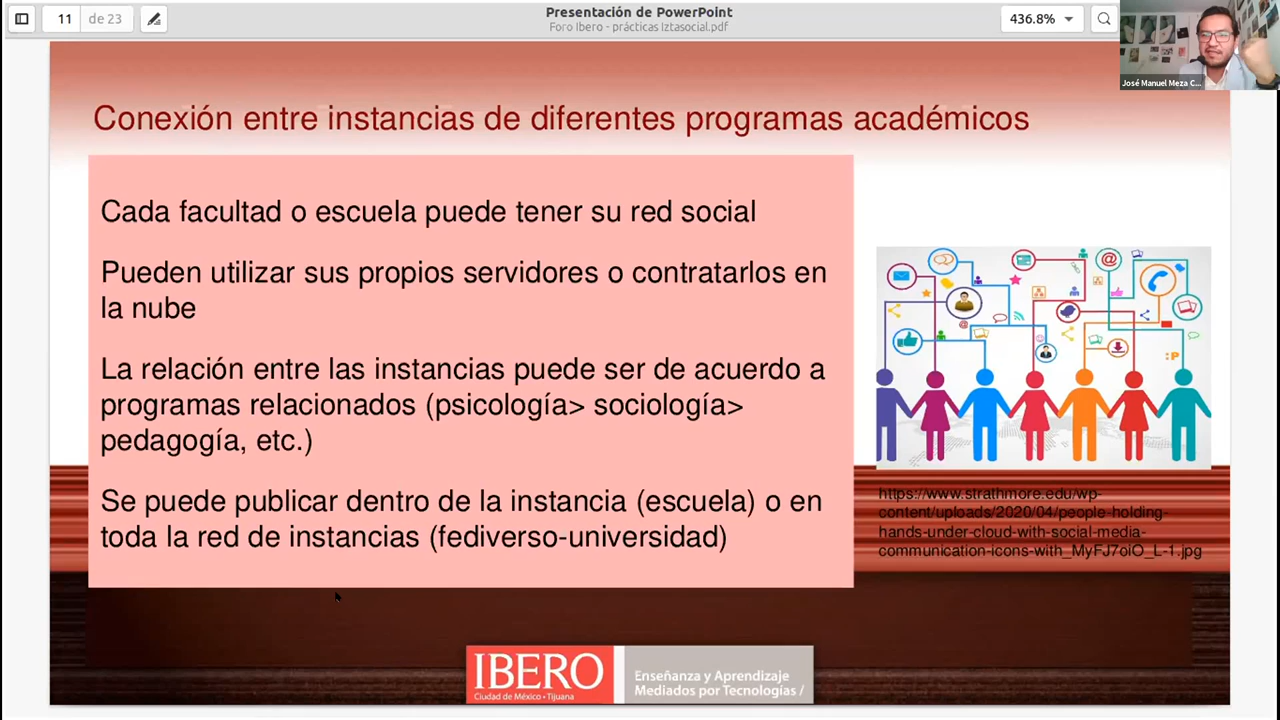 11
de 23
Presentación de PowerPoint
Foro Ibero - prácticas Iztasocial.pdf
436.8%
José Manuel Meza C...
Conexión entre instancias de diferentes programas académicos
Cada facultad o escuela puede tener su red social
Pueden utilizar sus propios servidores o contratarlos en
la nube
La relación entre las instancias puede ser de acuerdo a
programas relacionados (psicología> sociología>
pedagogía, etc.)
Se puede publicar dentro de la instancia (escuela) o en
toda la red de instancias (fediverso-universidad)
@
@
:P
https://www.strathmore.edu/wp-
content/uploads/2020/04/people-holding-
hands-under-cloud-with-social-media-
communication-icons-with_MyFJ7oiO_L-1.jpg
IBERO
Ciudad de México • Tijuana
Enseñanza y Aprendizaje
Mediados por Tecnologías /